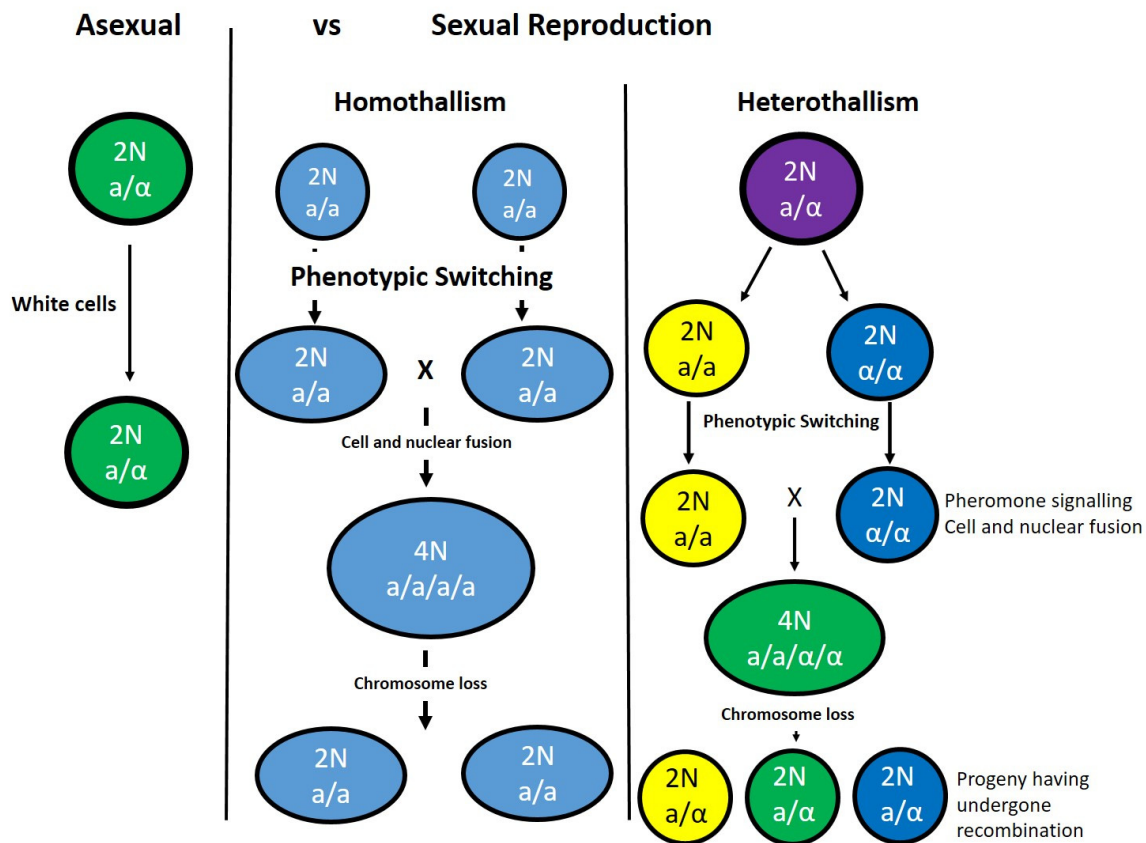 Asexual vs Sexual Reproduction
2N
a/α
White cells
2N
a/α
Homothallism
2N
a/a
2N
a/a
Phenotypic Switching
2N
a/a
X
2N
a/a
Cell and nuclear fusion
4N
a/a/a/a
Chromosome loss
2N
a/a
2N
a/a
Heterothallism
2N
a/α
2N
a/a
2N
α/α
Phenotypic Switching
2N
a/a
X
2N
α/α
Pheromone signalling
Cell and nuclear fusion
4N
a/a/α/α
Chromosome loss
2N
a/α
2N
a/α
2N
a/α
Progeny having
undergone
recombination